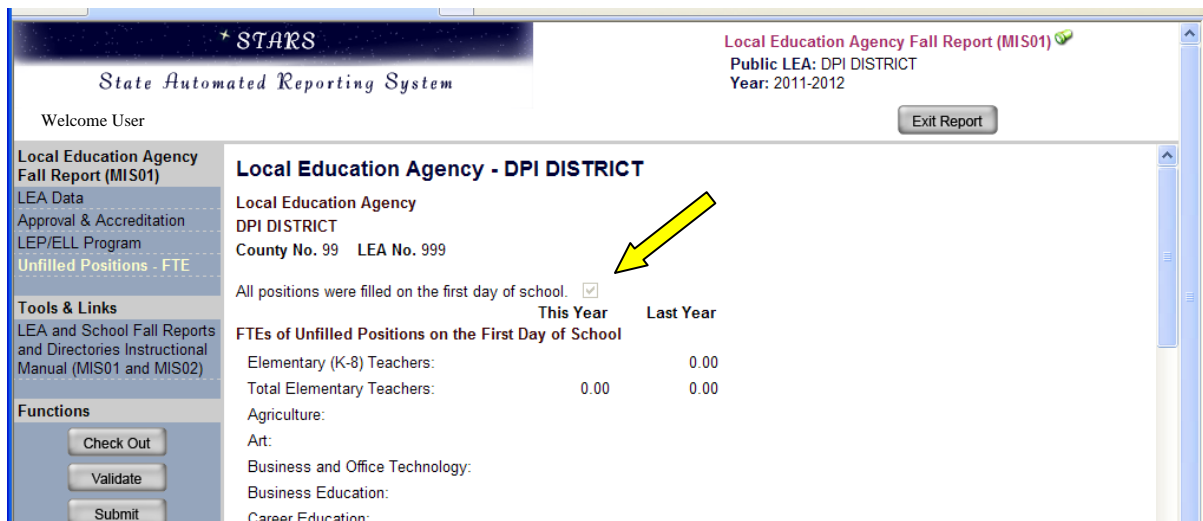 STARS
State Automated Reporting System
Welcome User
Local Education Agency Fall Report (MIS01)
Public LEA: DPI DISTRICT
Year: 2011-2012
Exit Report
Local Education Agency
Fall Report (MIS01)
LEA Data
Approval & Accreditation
LEP/ELL Program
Unfilled Positions - FTE
Tools & Links
LEA and School Fall Reports
and Directories Instructional
Manual (MIS01 and MIS02)
Functions
Check Out
Validate
Submit
Local Education Agency - DPI DISTRICT
Local Education Agency
DPI DISTRICT
County No. 99 LEA No. 999
All positions were filled on the first day of school.
This Year Last Year
FTEs of Unfilled Positions on the First Day of School
Elementary (K-8) Teachers: 0.00
Total Elementary Teachers: 0.00 0.00
Agriculture:
Art:
Business and Office Technology:
Business Education:
Career Education: